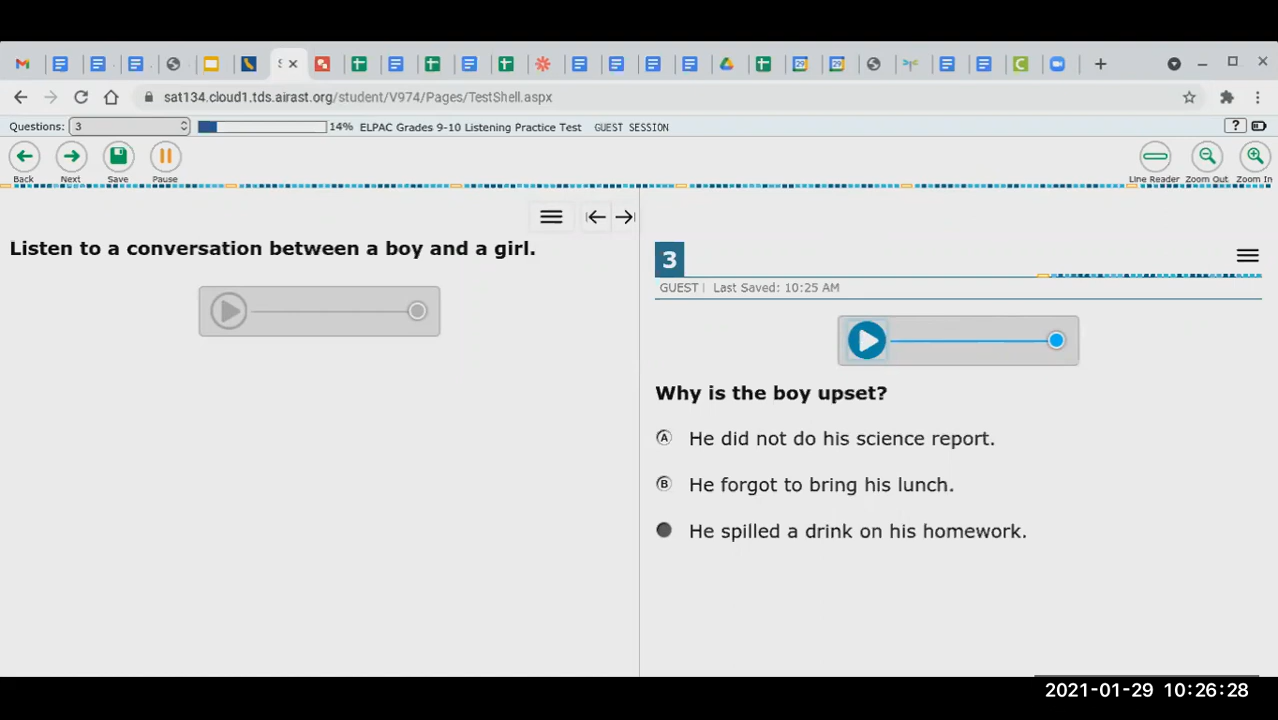 sat134.cloud1.tds.airast.org/student/V974/Pages/TestShell.aspx
Questions: 3 14% ELPAC Grades 9-10 Listening Practice Test GUEST SESSION ?
Back Next Save Pause Line Reader Zoom Out Zoom In
Listen to a conversation between a boy and a girl.
3
GUEST | Last Saved: 10:25 AM
Why is the boy upset?
A He did not do his science report.
B He forgot to bring his lunch.
He spilled a drink on his homework.
2021-01-29 10:26:28